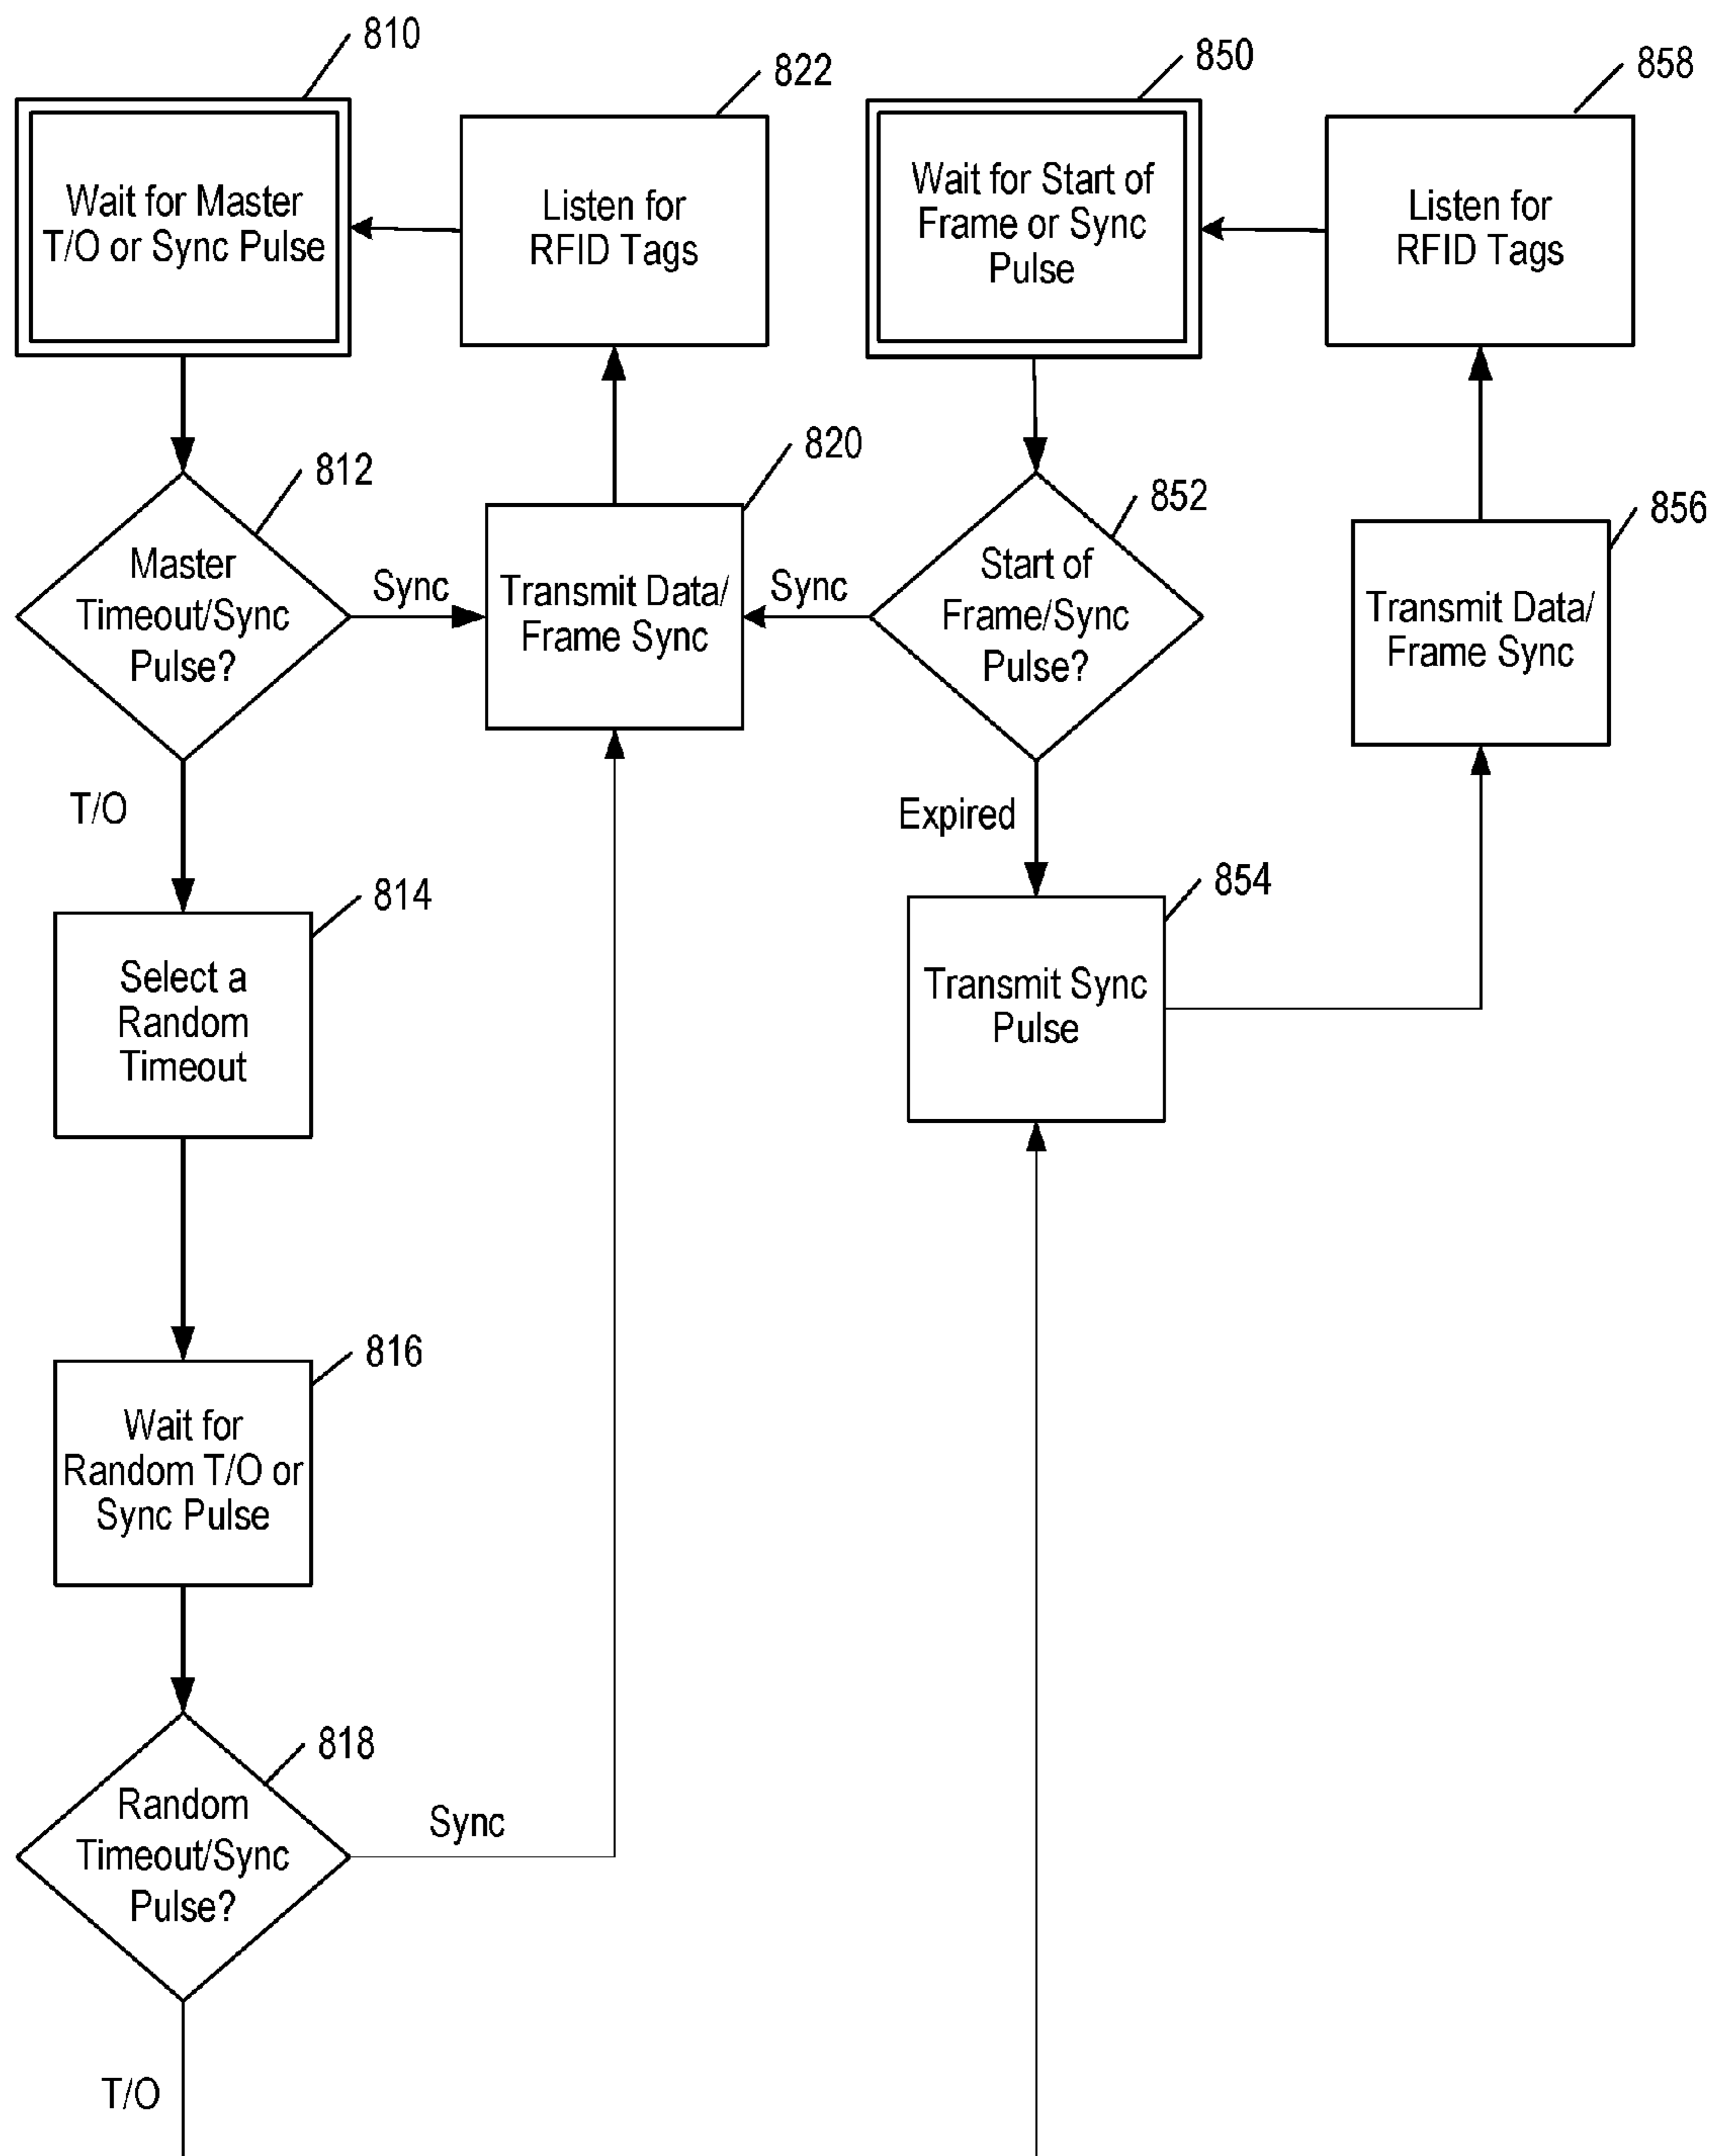 810
Wait for Master
T/O or Sync Pulse
822
Listen for
RFID Tags
850
Wait for Start of
Frame or Sync
Pulse
858
Listen for
RFID Tags
812
Master
Timeout/Sync
Pulse?
Sync
820
Transmit Data/
Frame Sync
Sync
852
Start of
Frame/Sync
Pulse?
856
Transmit Data/
Frame Sync
T/O
Expired
814
Select a
Random
Timeout
854
Transmit Sync
Pulse
816
Wait for
Random T/O or
Sync Pulse
818
Random
Timeout/Sync
Pulse?
Sync
T/O